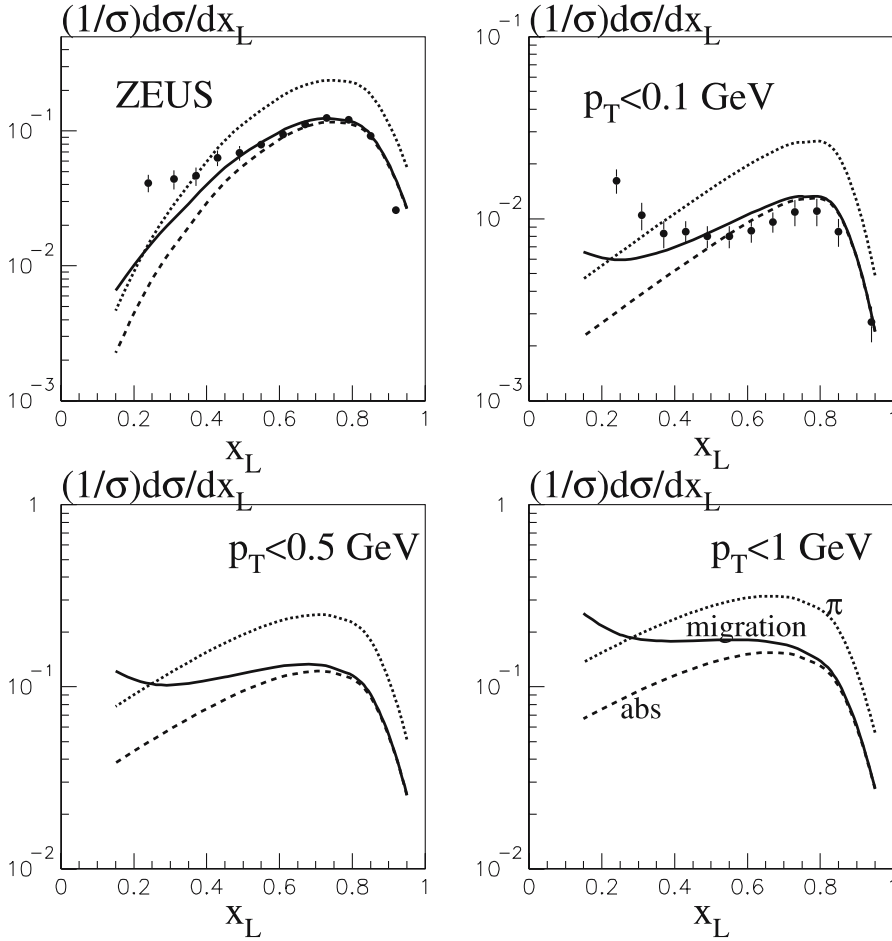 (1/σ)dσ/dx_L
ZEUS
10^-1
10^-2
10^-3
0 0.2 0.4 0.6 0.8 1
x_L
(1/σ)dσ/dx_L
10^-1
p_T<0.1 GeV
10^-2
10^-3
0 0.2 0.4 0.6 0.8 1
x_L
(1/σ)dσ/dx_L
1
p_T<0.5 GeV
10^-1
10^-2
0 0.2 0.4 0.6 0.8 1
x_L
(1/σ)dσ/dx_L
1
p_T<1 GeV
π
migration
10^-1
abs
10^-2
0 0.2 0.4 0.6 0.8 1
x_L